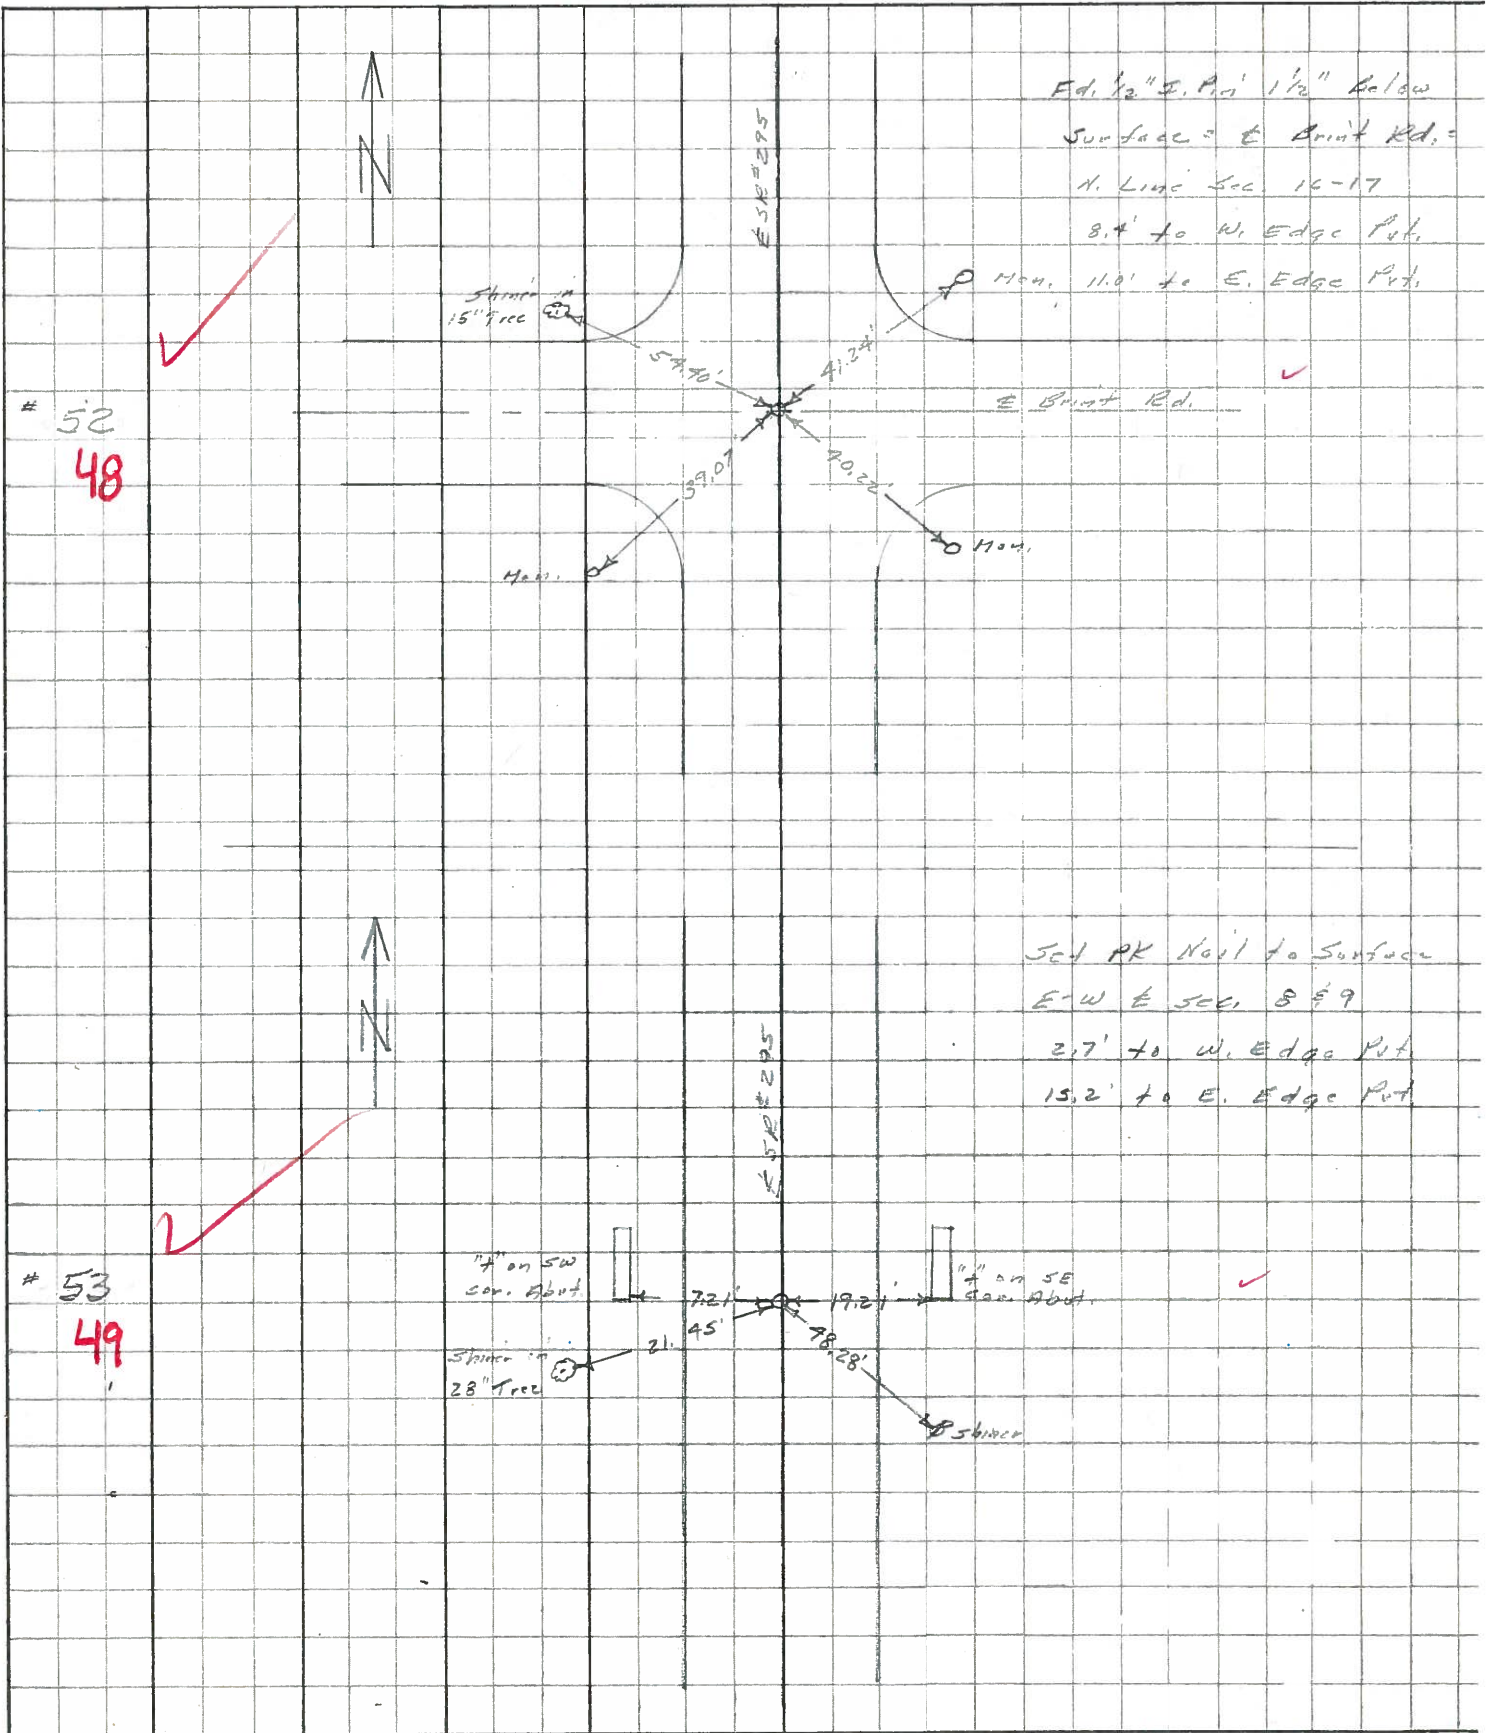 Fd. 1/2" I. Pin 1 1/2" Below
Surface = ℄ Brint Rd. =
N. Line Sec. 16-17
8.4' to W. Edge Pvt.
Mon. 11.0' to E. Edge Pvt.
N
℄ SR #295
Shiner in
15" Tree
54.40'
41.34'
# 52
48
℄ Brint Rd.
39.07
40.22'
Mon.
Mon.
Set PK Nail to Surface
E-W ℄ Sec. 8 & 9
2.7' to W. Edge Pvt
15.2' to E. Edge Pvt
N
℄ SR #295
# 53
49
"+" on SW
cor. Abut.
7.21'
19.21'
"+" on SE
cor. Abut.
Shiner in
28" Tree
21.45'
48.28'
Shiner